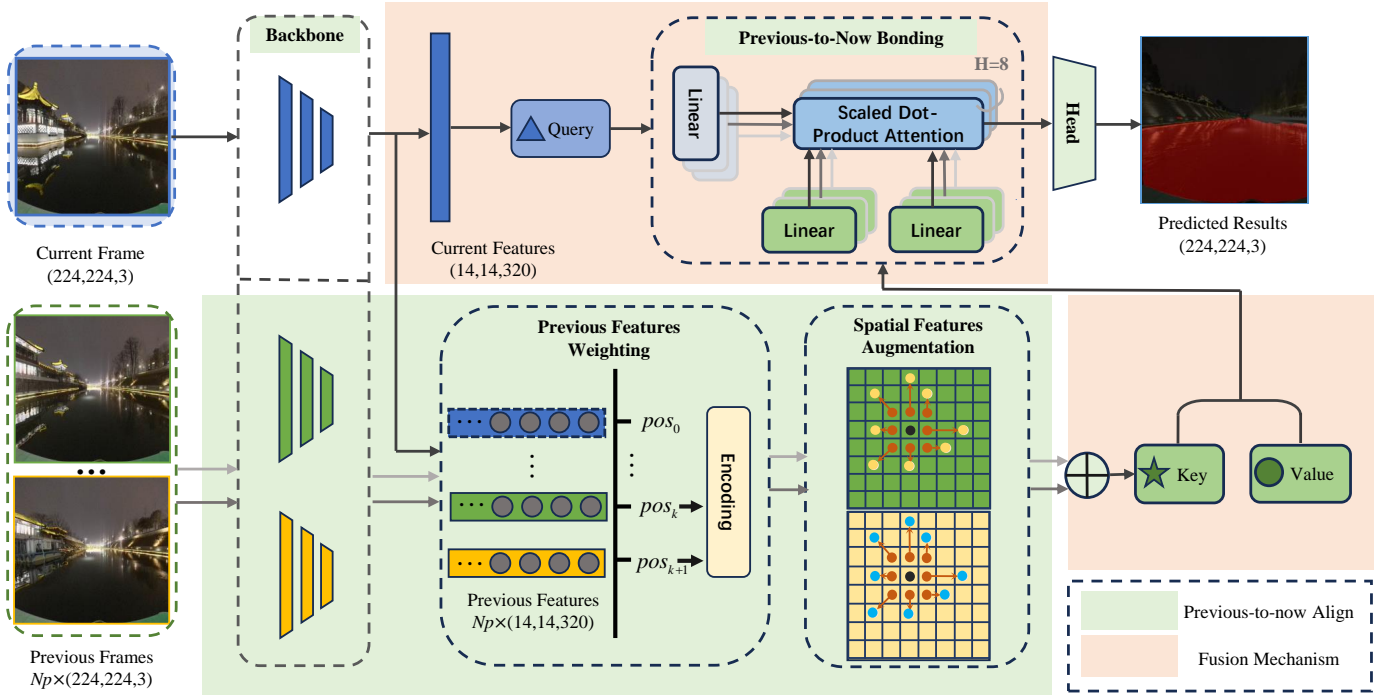 Backbone
Previous-to-Now Bonding
H=8
Linear
Scaled Dot-
Product Attention
Linear
Linear
Query
Head
Current Frame
(224,224,3)
Current Features
(14,14,320)
Predicted Results
(224,224,3)
Previous Features
Weighting
Spatial Features
Augmentation
••• pos0
⋮ ⋮
••• posk
••• posk+1
Encoding
Previous Features
Np×(14,14,320)
•••
Key
Value
Previous Frames
Np×(224,224,3)
Previous-to-now Align
Fusion Mechanism